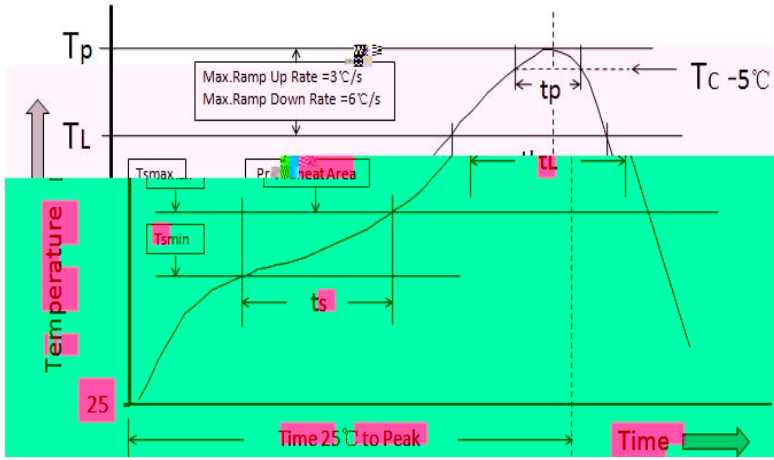 Tp
Max.Ramp Up Rate =3℃/s
Max.Ramp Down Rate =6℃/s
tp
TC -5℃
TL
tL
Tsmax
Preheat Area
Tsmin
ts
Temperature
25
Time 25℃ to Peak
Time